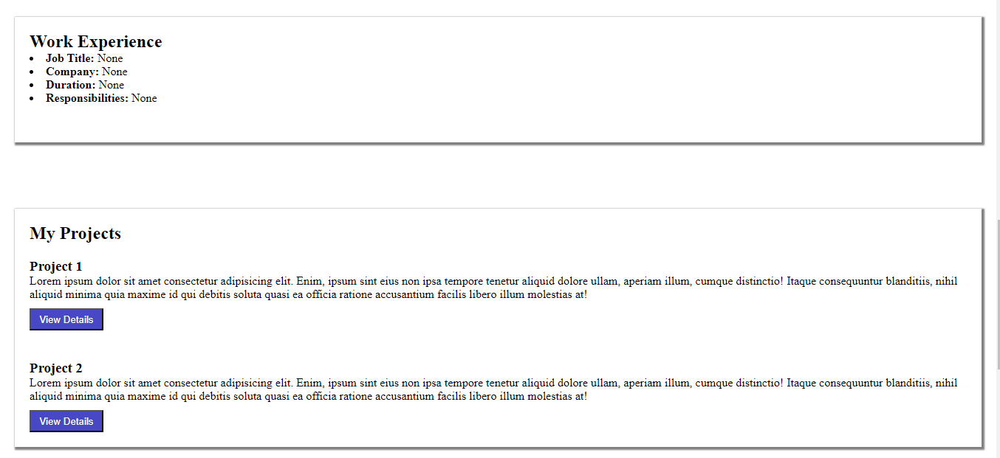 Work Experience
Job Title: None
Company: None
Duration: None
Responsibilities: None
My Projects
Project 1
Lorem ipsum dolor sit amet consectetur adipisicing elit. Enim, ipsum sint eius non ipsa tempore tenetur aliquid dolore ullam, aperiam illum, cumque distinctio! Itaque consequuntur blanditiis, nihil
aliquid minima quia maxime id qui debitis soluta quasi ea officia ratione accusantium facilis libero illum molestias at!
View Details
Project 2
Lorem ipsum dolor sit amet consectetur adipisicing elit. Enim, ipsum sint eius non ipsa tempore tenetur aliquid dolore ullam, aperiam illum, cumque distinctio! Itaque consequuntur blanditiis, nihil
aliquid minima quia maxime id qui debitis soluta quasi ea officia ratione accusantium facilis libero illum molestias at!
View Details